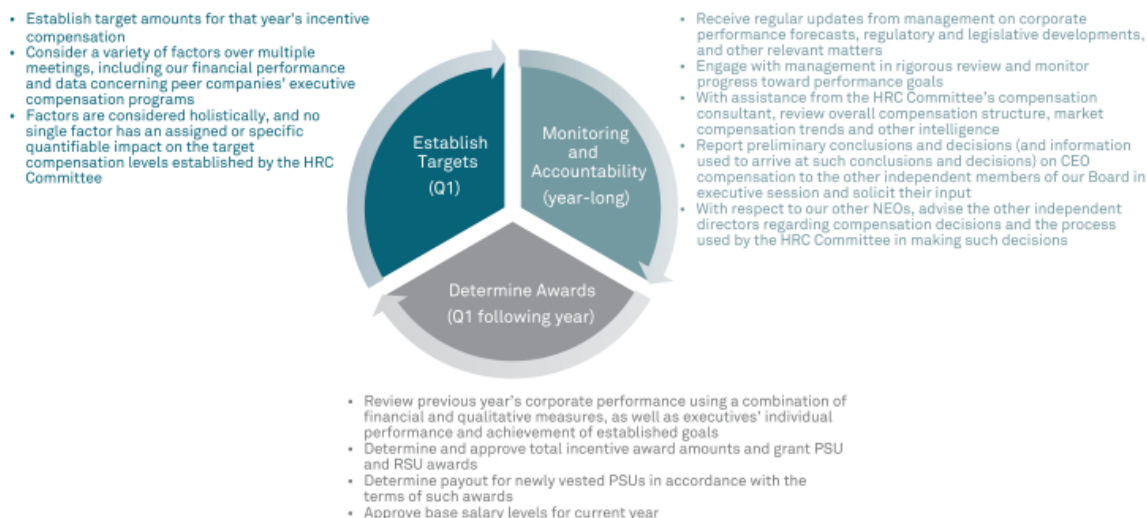 • Establish target amounts for that year's incentive
compensation
• Consider a variety of factors over multiple
meetings, including our financial performance
and data concerning peer companies' executive
compensation programs
• Factors are considered holistically, and no
single factor has an assigned or specific
quantifiable impact on the target
compensation levels established by the HRC
Committee
Establish
Targets
(Q1)
Monitoring
and
Accountability
(year-long)
• Receive regular updates from management on corporate
performance forecasts, regulatory and legislative developments,
and other relevant matters
• Engage with management in rigorous review and monitor
progress toward performance goals
• With assistance from the HRC Committee's compensation
consultant, review overall compensation structure, market
compensation trends and other intelligence
• Report preliminary conclusions and decisions (and information
used to arrive at such conclusions and decisions) on CEO
compensation to the other independent members of our Board in
executive session and solicit their input
• With respect to our other NEOs, advise the other independent
directors regarding compensation decisions and the process
used by the HRC Committee in making such decisions
Determine Awards
(Q1 following year)
• Review previous year's corporate performance using a combination of
financial and qualitative measures, as well as executives' individual
performance and achievement of established goals
• Determine and approve total incentive award amounts and grant PSU
and RSU awards
• Determine payout for newly vested PSUs in accordance with the
terms of such awards
• Approve base salary levels for current year